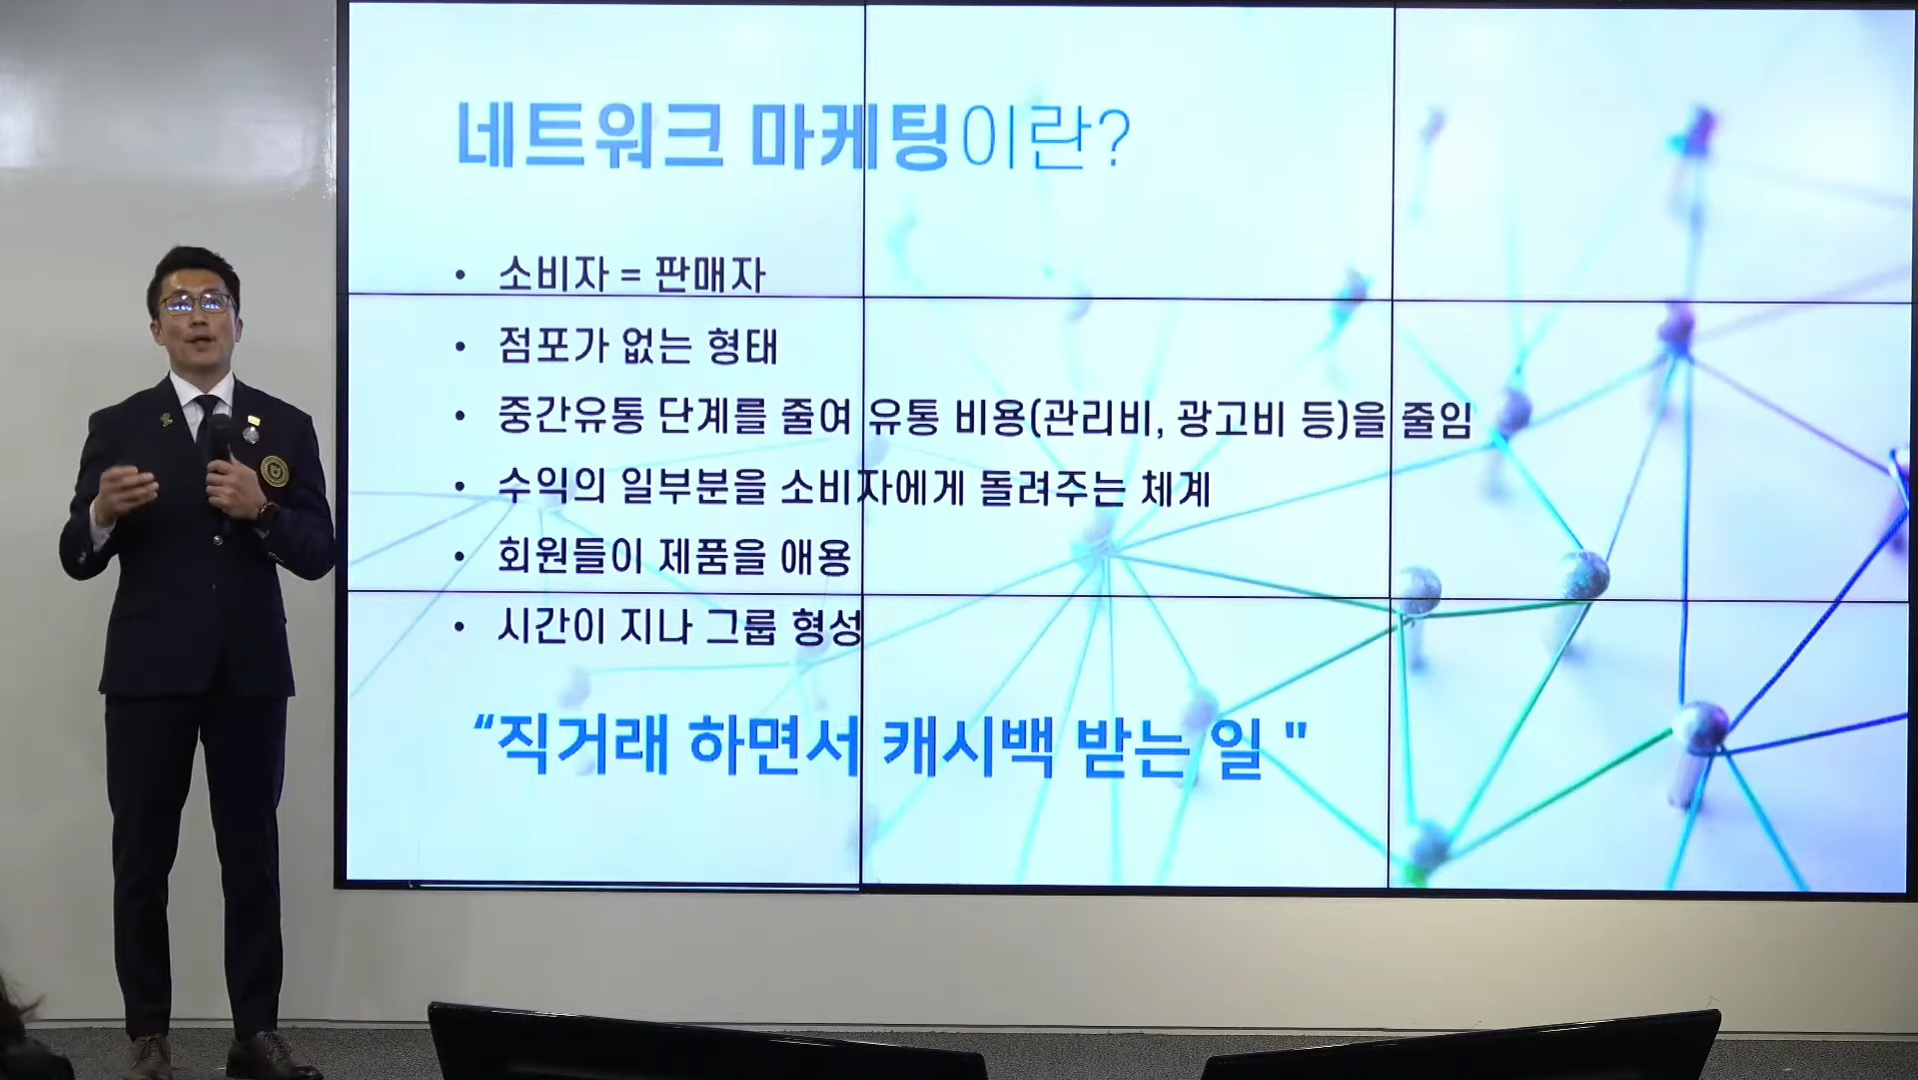 네트워크 마케팅이란?
• 소비자 = 판매자
• 점포가 없는 형태
• 중간유통 단계를 줄여 유통 비용(관리비, 광고비 등)을 줄임
• 수익의 일부분을 소비자에게 돌려주는 체계
• 회원들이 제품을 애용
• 시간이 지나 그룹 형성
“직거래 하면서 캐시백 받는 일 "